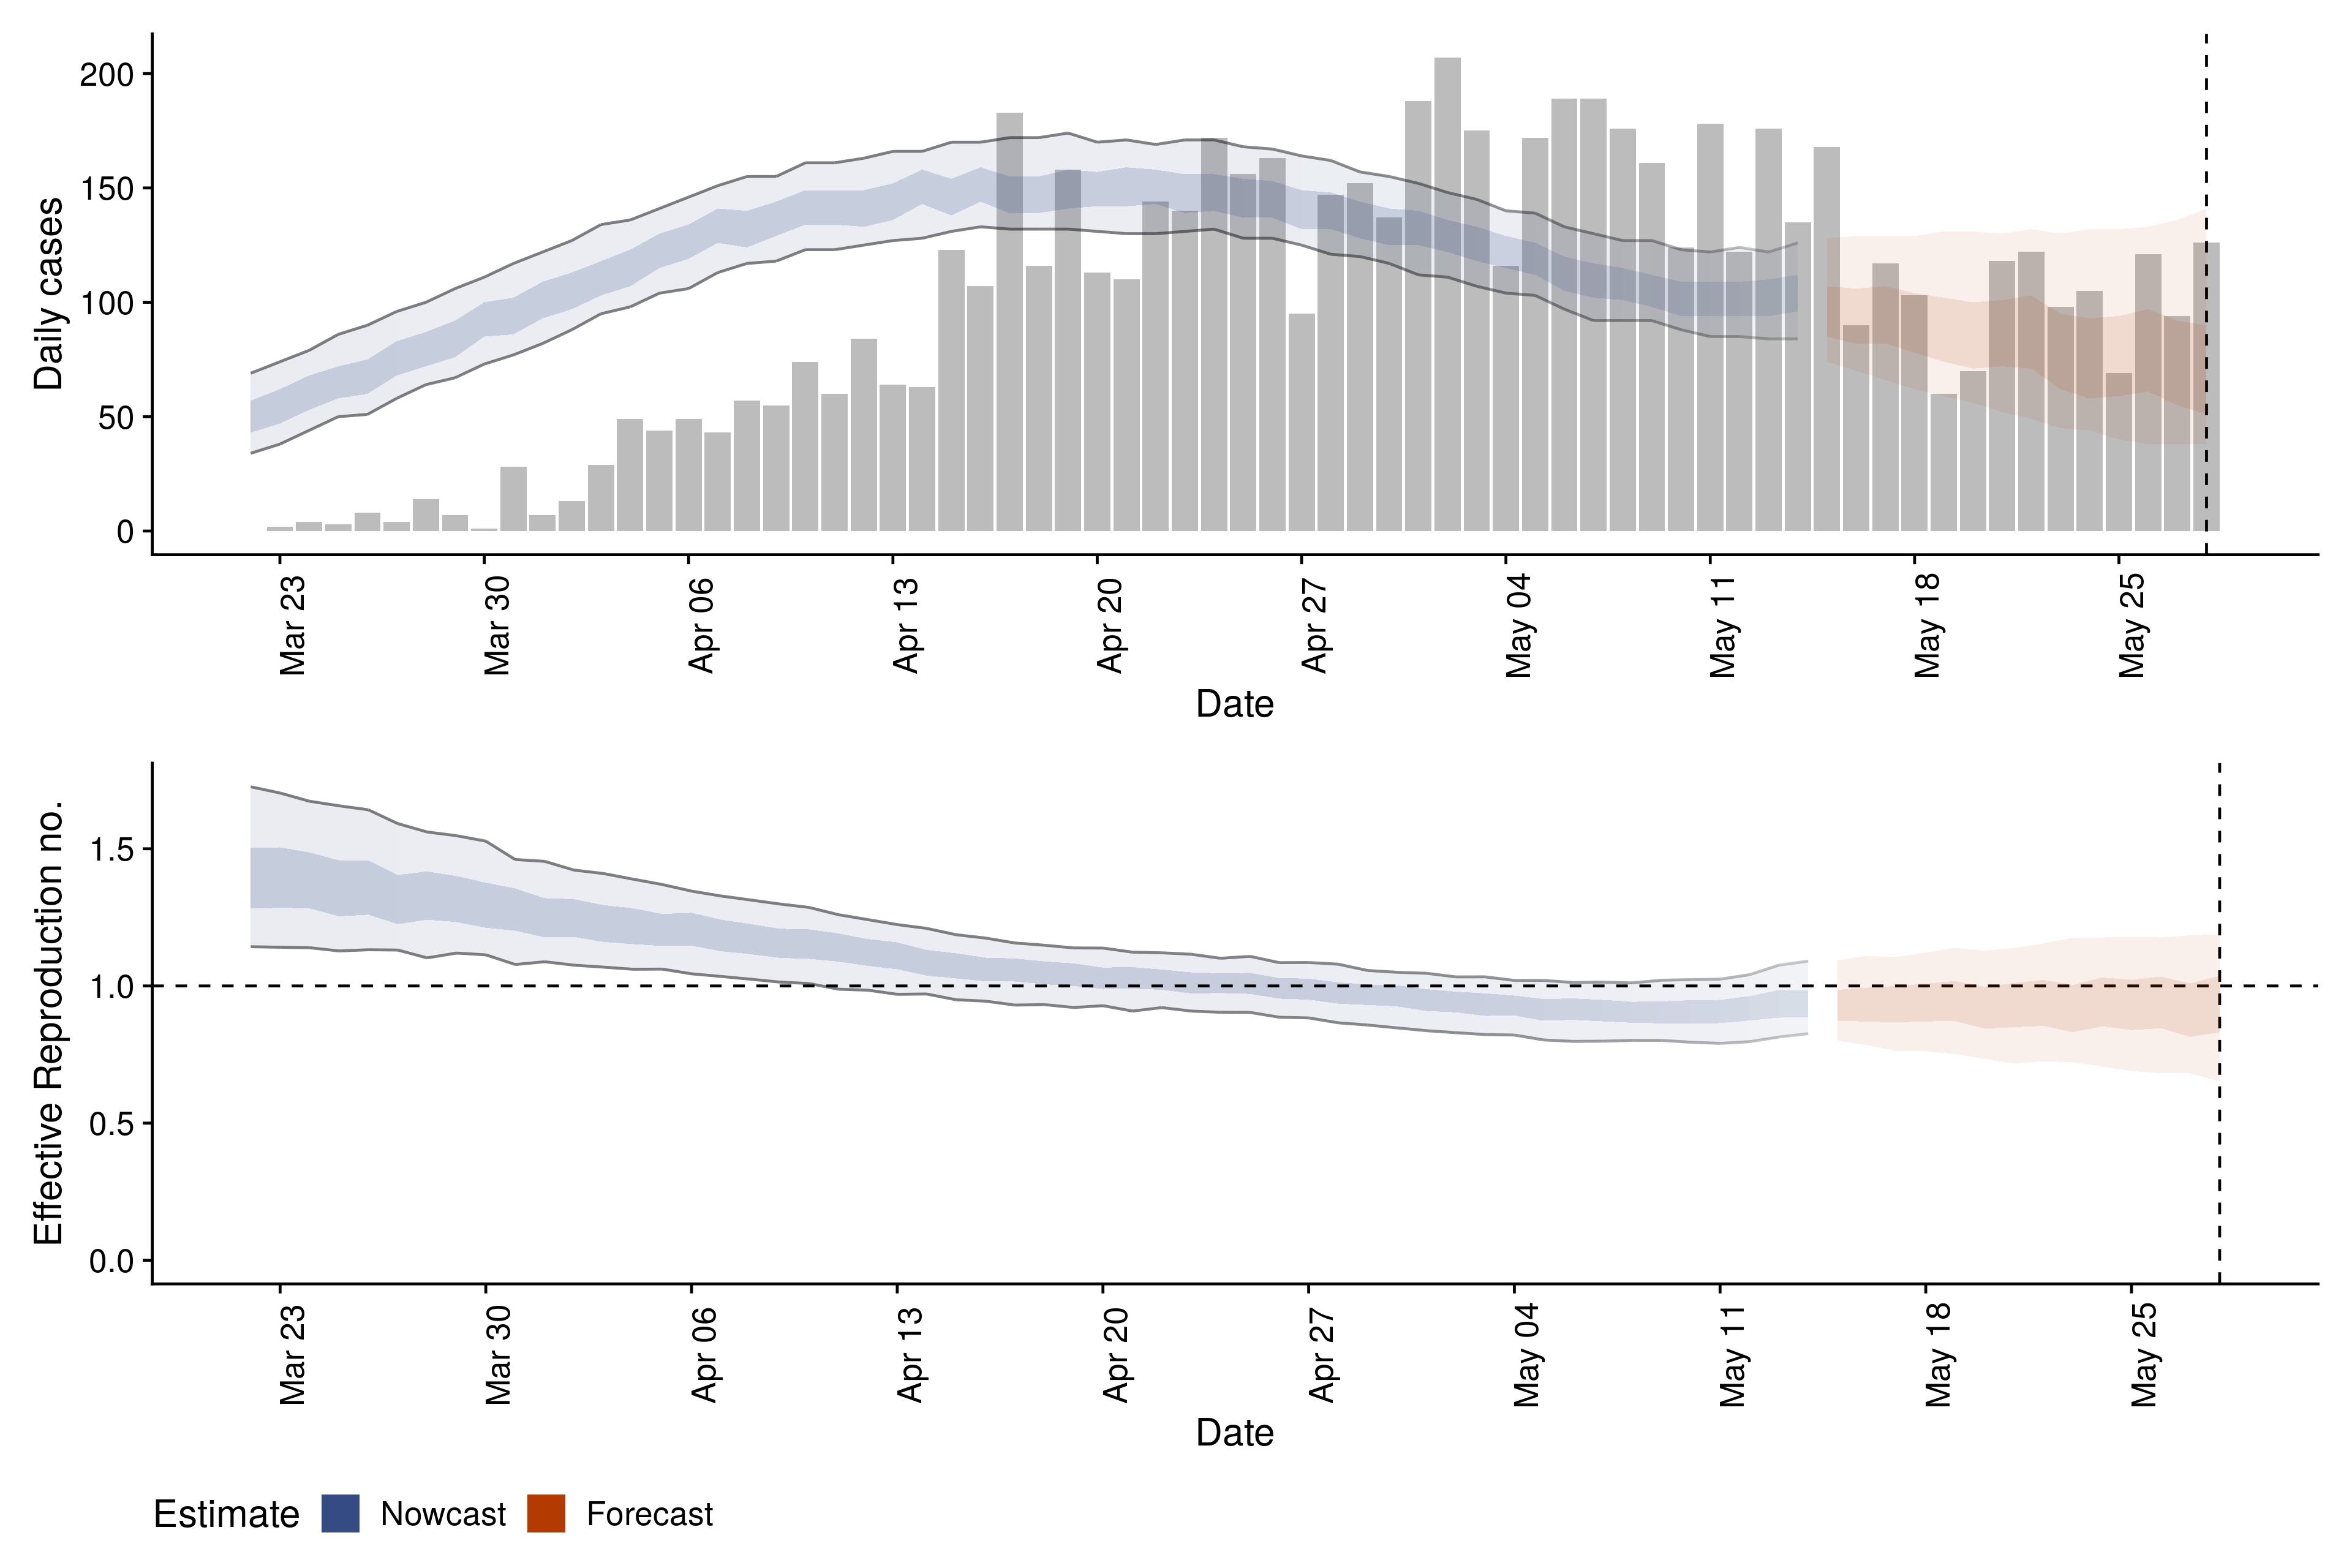 Daily cases
200
150
100
50
0
Mar 23
Mar 30
Apr 06
Apr 13
Apr 20
Apr 27
May 04
May 11
May 18
May 25
Date
Effective Reproduction no.
1.5
1.0
0.5
0.0
Mar 23
Mar 30
Apr 06
Apr 13
Apr 20
Apr 27
May 04
May 11
May 18
May 25
Date
Estimate Nowcast Forecast